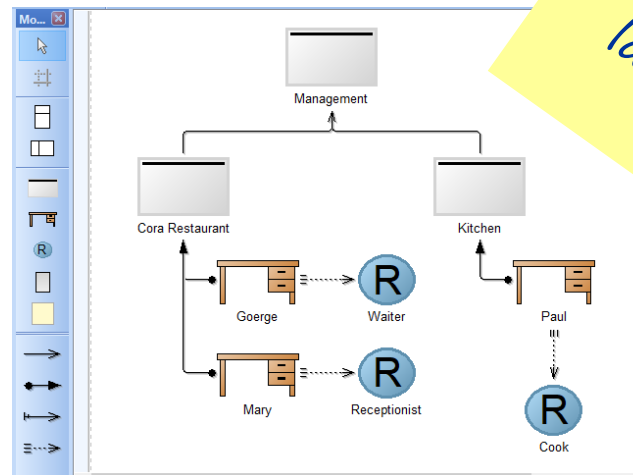 Mo...
R
Management
Cora Restaurant
Kitchen
R
Goerge
Waiter
Paul
R
Mary
Receptionist
R
Cook